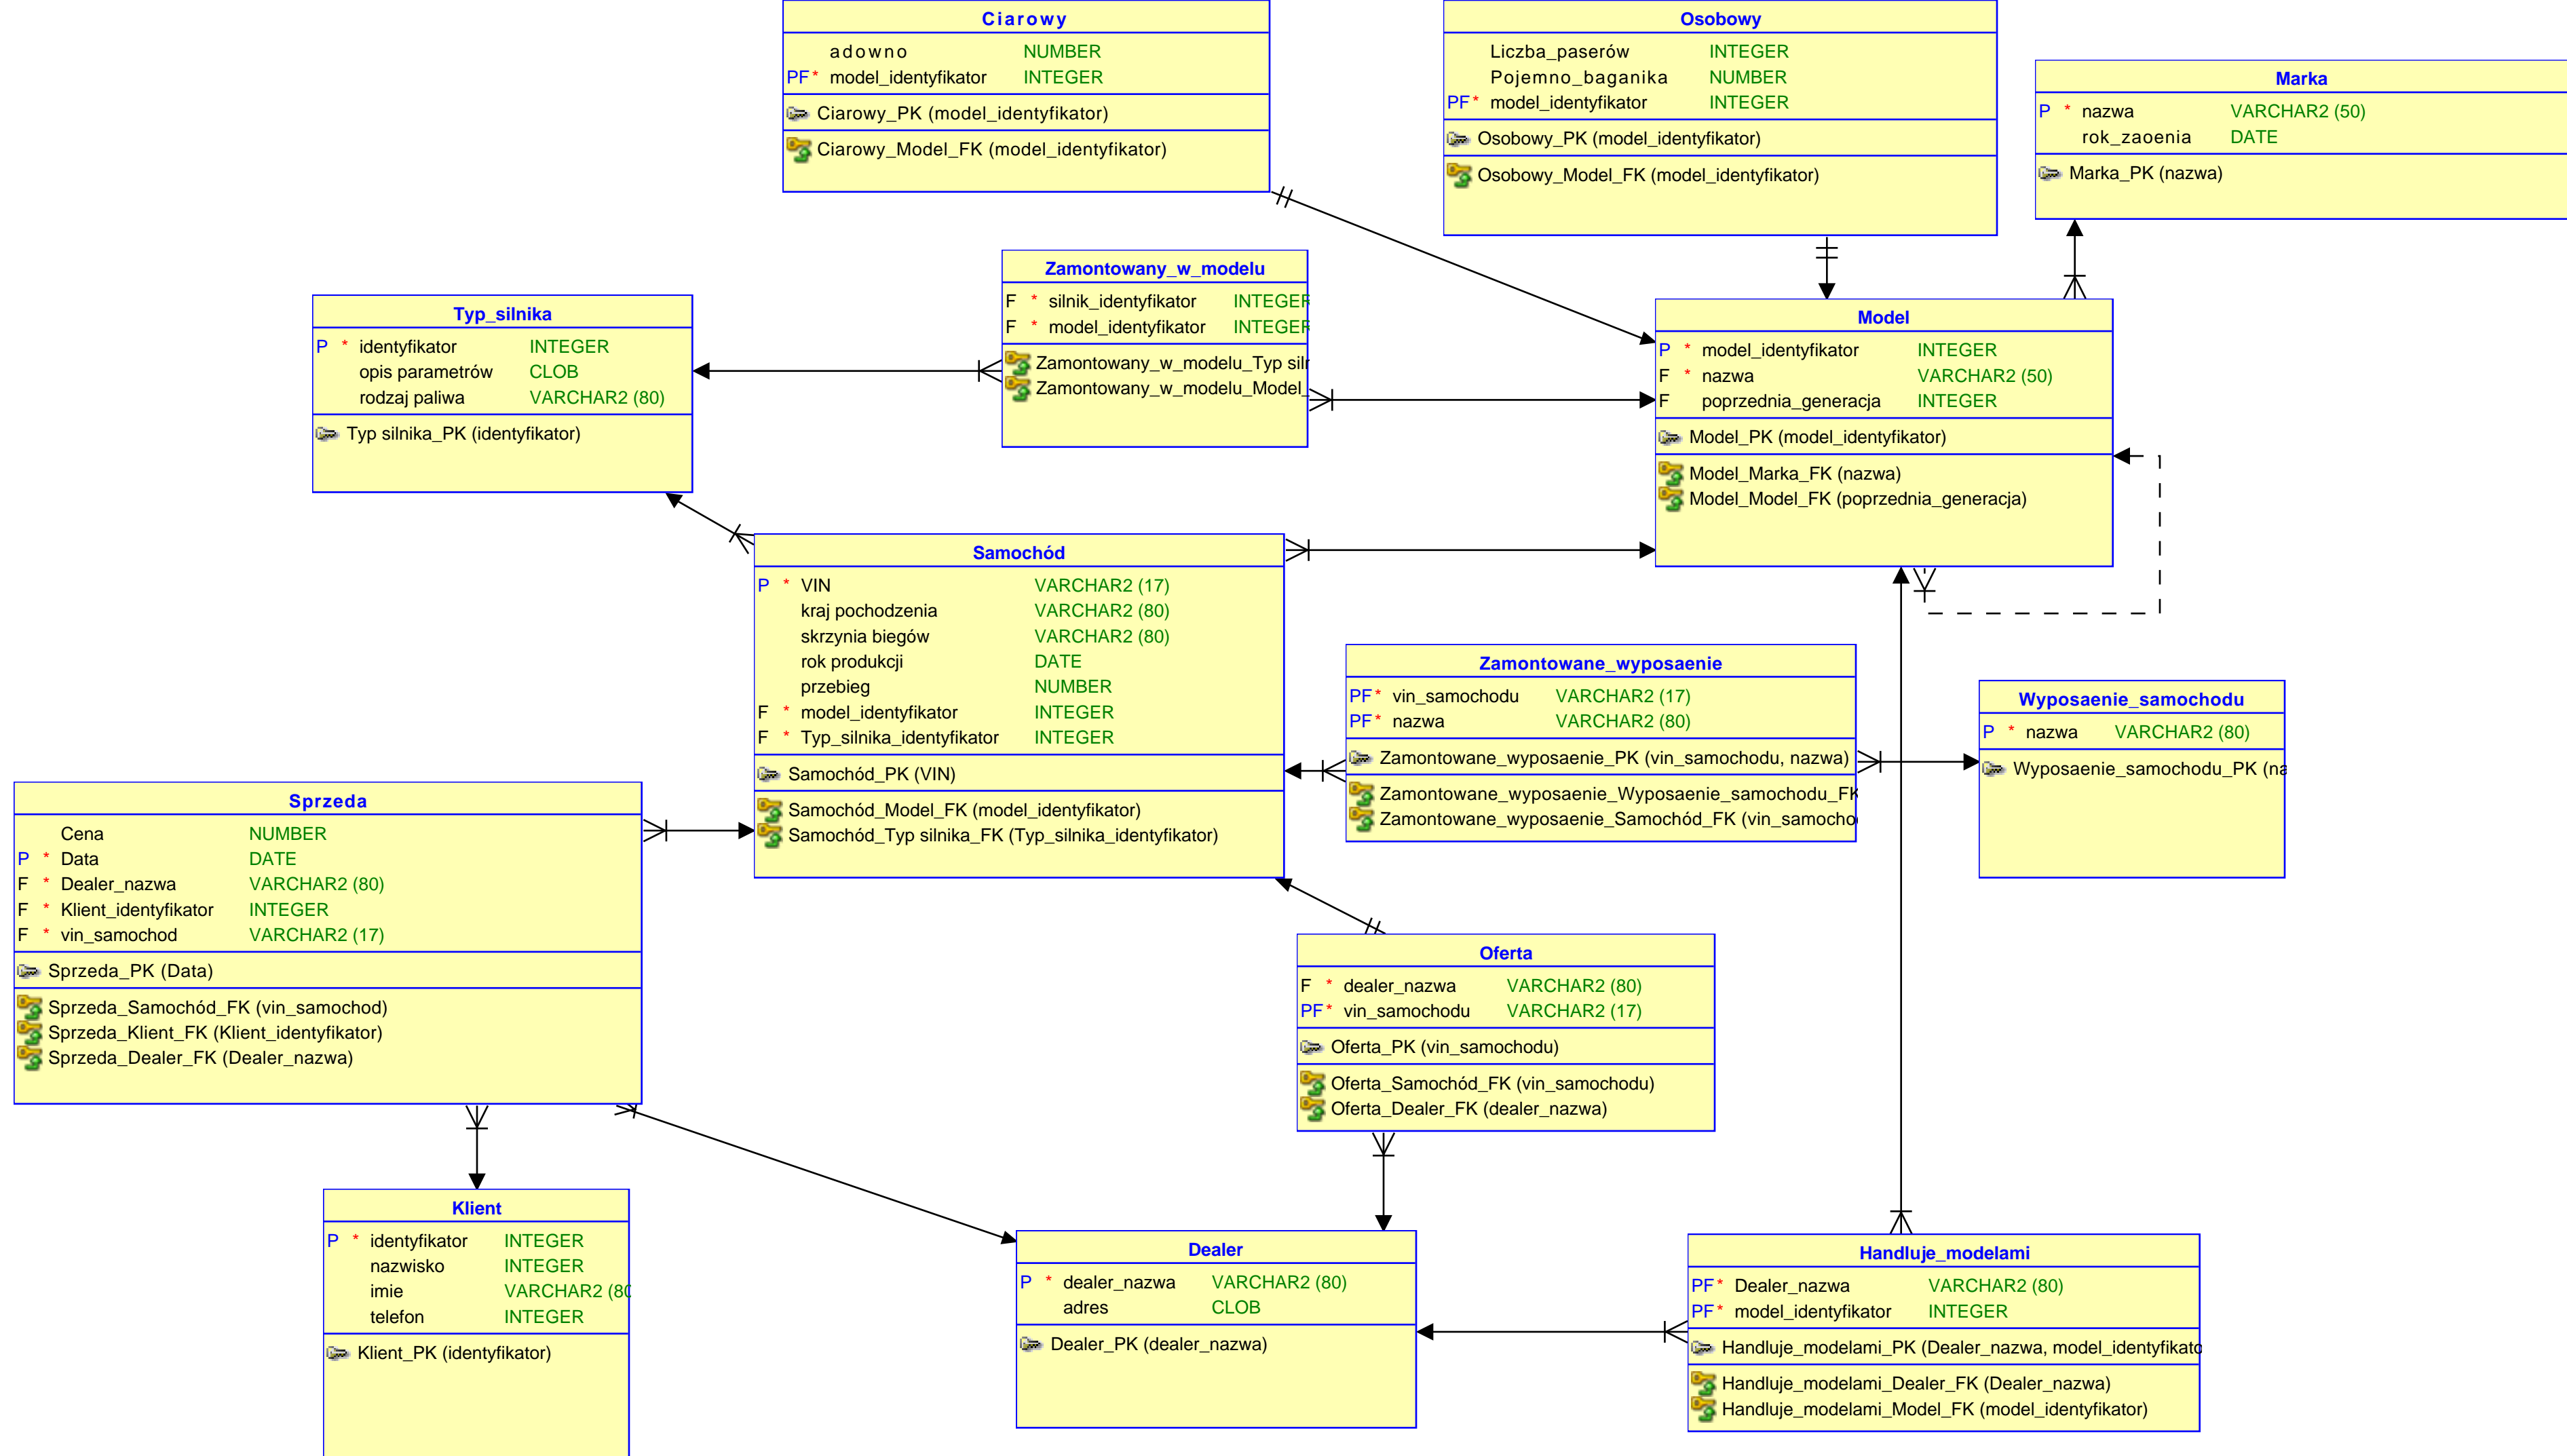 Ciarowy
adowno NUMBER
PF* model_identyfikator INTEGER
Ciarowy_PK (model_identyfikator)
Ciarowy_Model_FK (model_identyfikator)
Osobowy
Liczba_paserów INTEGER
Pojemno_baganika NUMBER
PF* model_identyfikator INTEGER
Osobowy_PK (model_identyfikator)
Osobowy_Model_FK (model_identyfikator)
Marka
P * nazwa VARCHAR2 (50)
rok_zaoenia DATE
Marka_PK (nazwa)
Zamontowany_w_modelu
F * silnik_identyfikator INTEGER
F * model_identyfikator INTEGER
Zamontowany_w_modelu_Typ siln
Zamontowany_w_modelu_Model_
Typ_silnika
P * identyfikator INTEGER
opis parametrów CLOB
rodzaj paliwa VARCHAR2 (80)
Typ silnika_PK (identyfikator)
Model
P * model_identyfikator INTEGER
F * nazwa VARCHAR2 (50)
F poprzednia_generacja INTEGER
Model_PK (model_identyfikator)
Model_Marka_FK (nazwa)
Model_Model_FK (poprzednia_generacja)
Samochód
P * VIN VARCHAR2 (17)
kraj pochodzenia VARCHAR2 (80)
skrzynia biegów VARCHAR2 (80)
rok produkcji DATE
przebieg NUMBER
F * model_identyfikator INTEGER
F * Typ_silnika_identyfikator INTEGER
Samochód_PK (VIN)
Samochód_Model_FK (model_identyfikator)
Samochód_Typ silnika_FK (Typ_silnika_identyfikator)
Zamontowane_wyposaenie
PF* vin_samochodu VARCHAR2 (17)
PF* nazwa VARCHAR2 (80)
Zamontowane_wyposaenie_PK (vin_samochodu, nazwa)
Zamontowane_wyposaenie_Wyposaenie_samochodu_FK
Zamontowane_wyposaenie_Samochód_FK (vin_samocho
Wyposaenie_samochodu
P * nazwa VARCHAR2 (80)
Wyposaenie_samochodu_PK (na
Sprzeda
Cena NUMBER
P * Data DATE
F * Dealer_nazwa VARCHAR2 (80)
F * Klient_identyfikator INTEGER
F * vin_samochod VARCHAR2 (17)
Sprzeda_PK (Data)
Sprzeda_Samochód_FK (vin_samochod)
Sprzeda_Klient_FK (Klient_identyfikator)
Sprzeda_Dealer_FK (Dealer_nazwa)
Oferta
F * dealer_nazwa VARCHAR2 (80)
PF* vin_samochodu VARCHAR2 (17)
Oferta_PK (vin_samochodu)
Oferta_Samochód_FK (vin_samochodu)
Oferta_Dealer_FK (dealer_nazwa)
Klient
P * identyfikator INTEGER
nazwisko INTEGER
imie VARCHAR2 (80
telefon INTEGER
Klient_PK (identyfikator)
Dealer
P * dealer_nazwa VARCHAR2 (80)
adres CLOB
Dealer_PK (dealer_nazwa)
Handluje_modelami
PF* Dealer_nazwa VARCHAR2 (80)
PF* model_identyfikator INTEGER
Handluje_modelami_PK (Dealer_nazwa, model_identyfikato
Handluje_modelami_Dealer_FK (Dealer_nazwa)
Handluje_modelami_Model_FK (model_identyfikator)